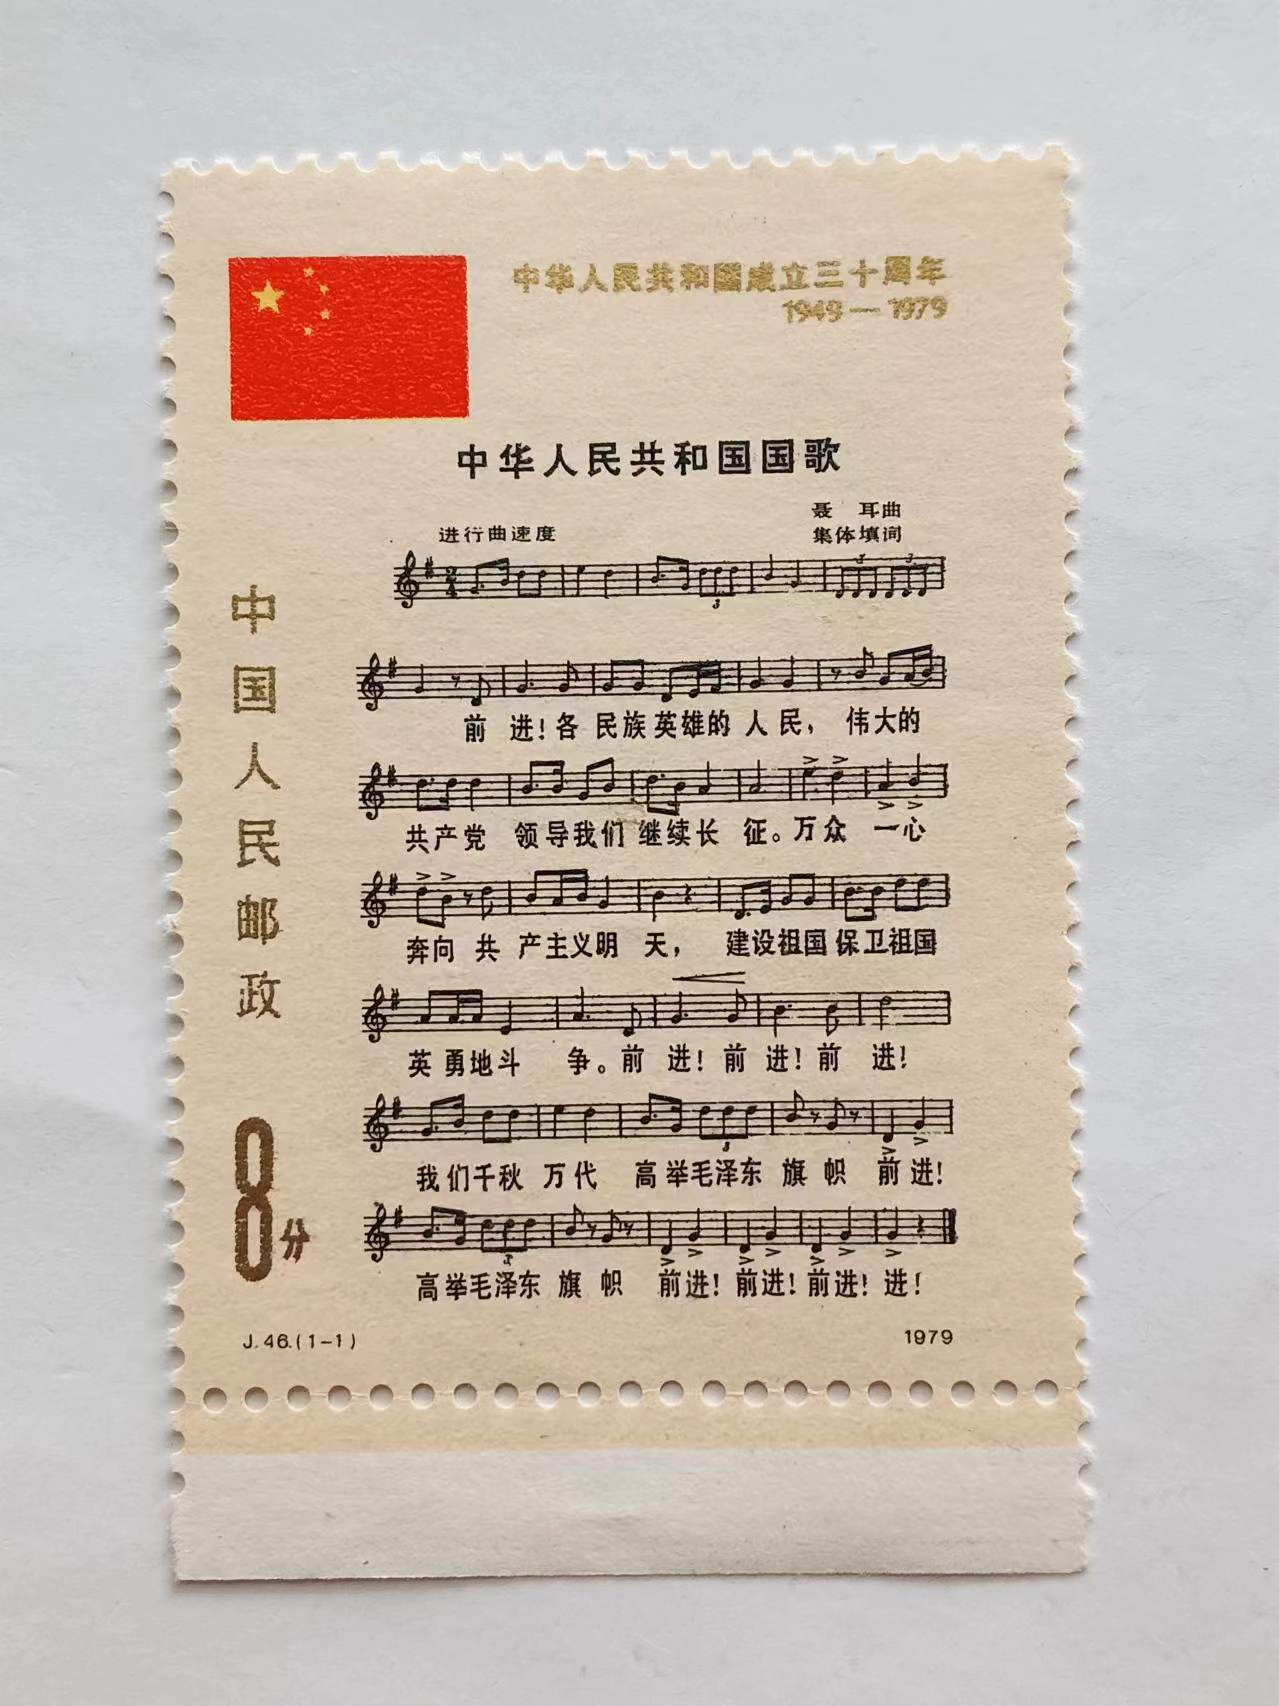 中华人民共和国成立三十周年
1949—1979
中华人民共和国国歌
聂 耳曲
进行曲速度
集体填词
前 进！各 民族英雄的 人 民， 伟大的
共产党 领导我们 继续长 征。万众 一心
奔向 共 产主义明 天， 建设祖国 保卫祖国
英 勇地斗 争。前 进！前 进！前 进！
我们千秋 万代 高举毛泽东 旗 帜 前进！
高举毛泽东 旗 帜 前进！前进！前进！进！
中国人民邮政
8分
J.46.(1-1)
1979